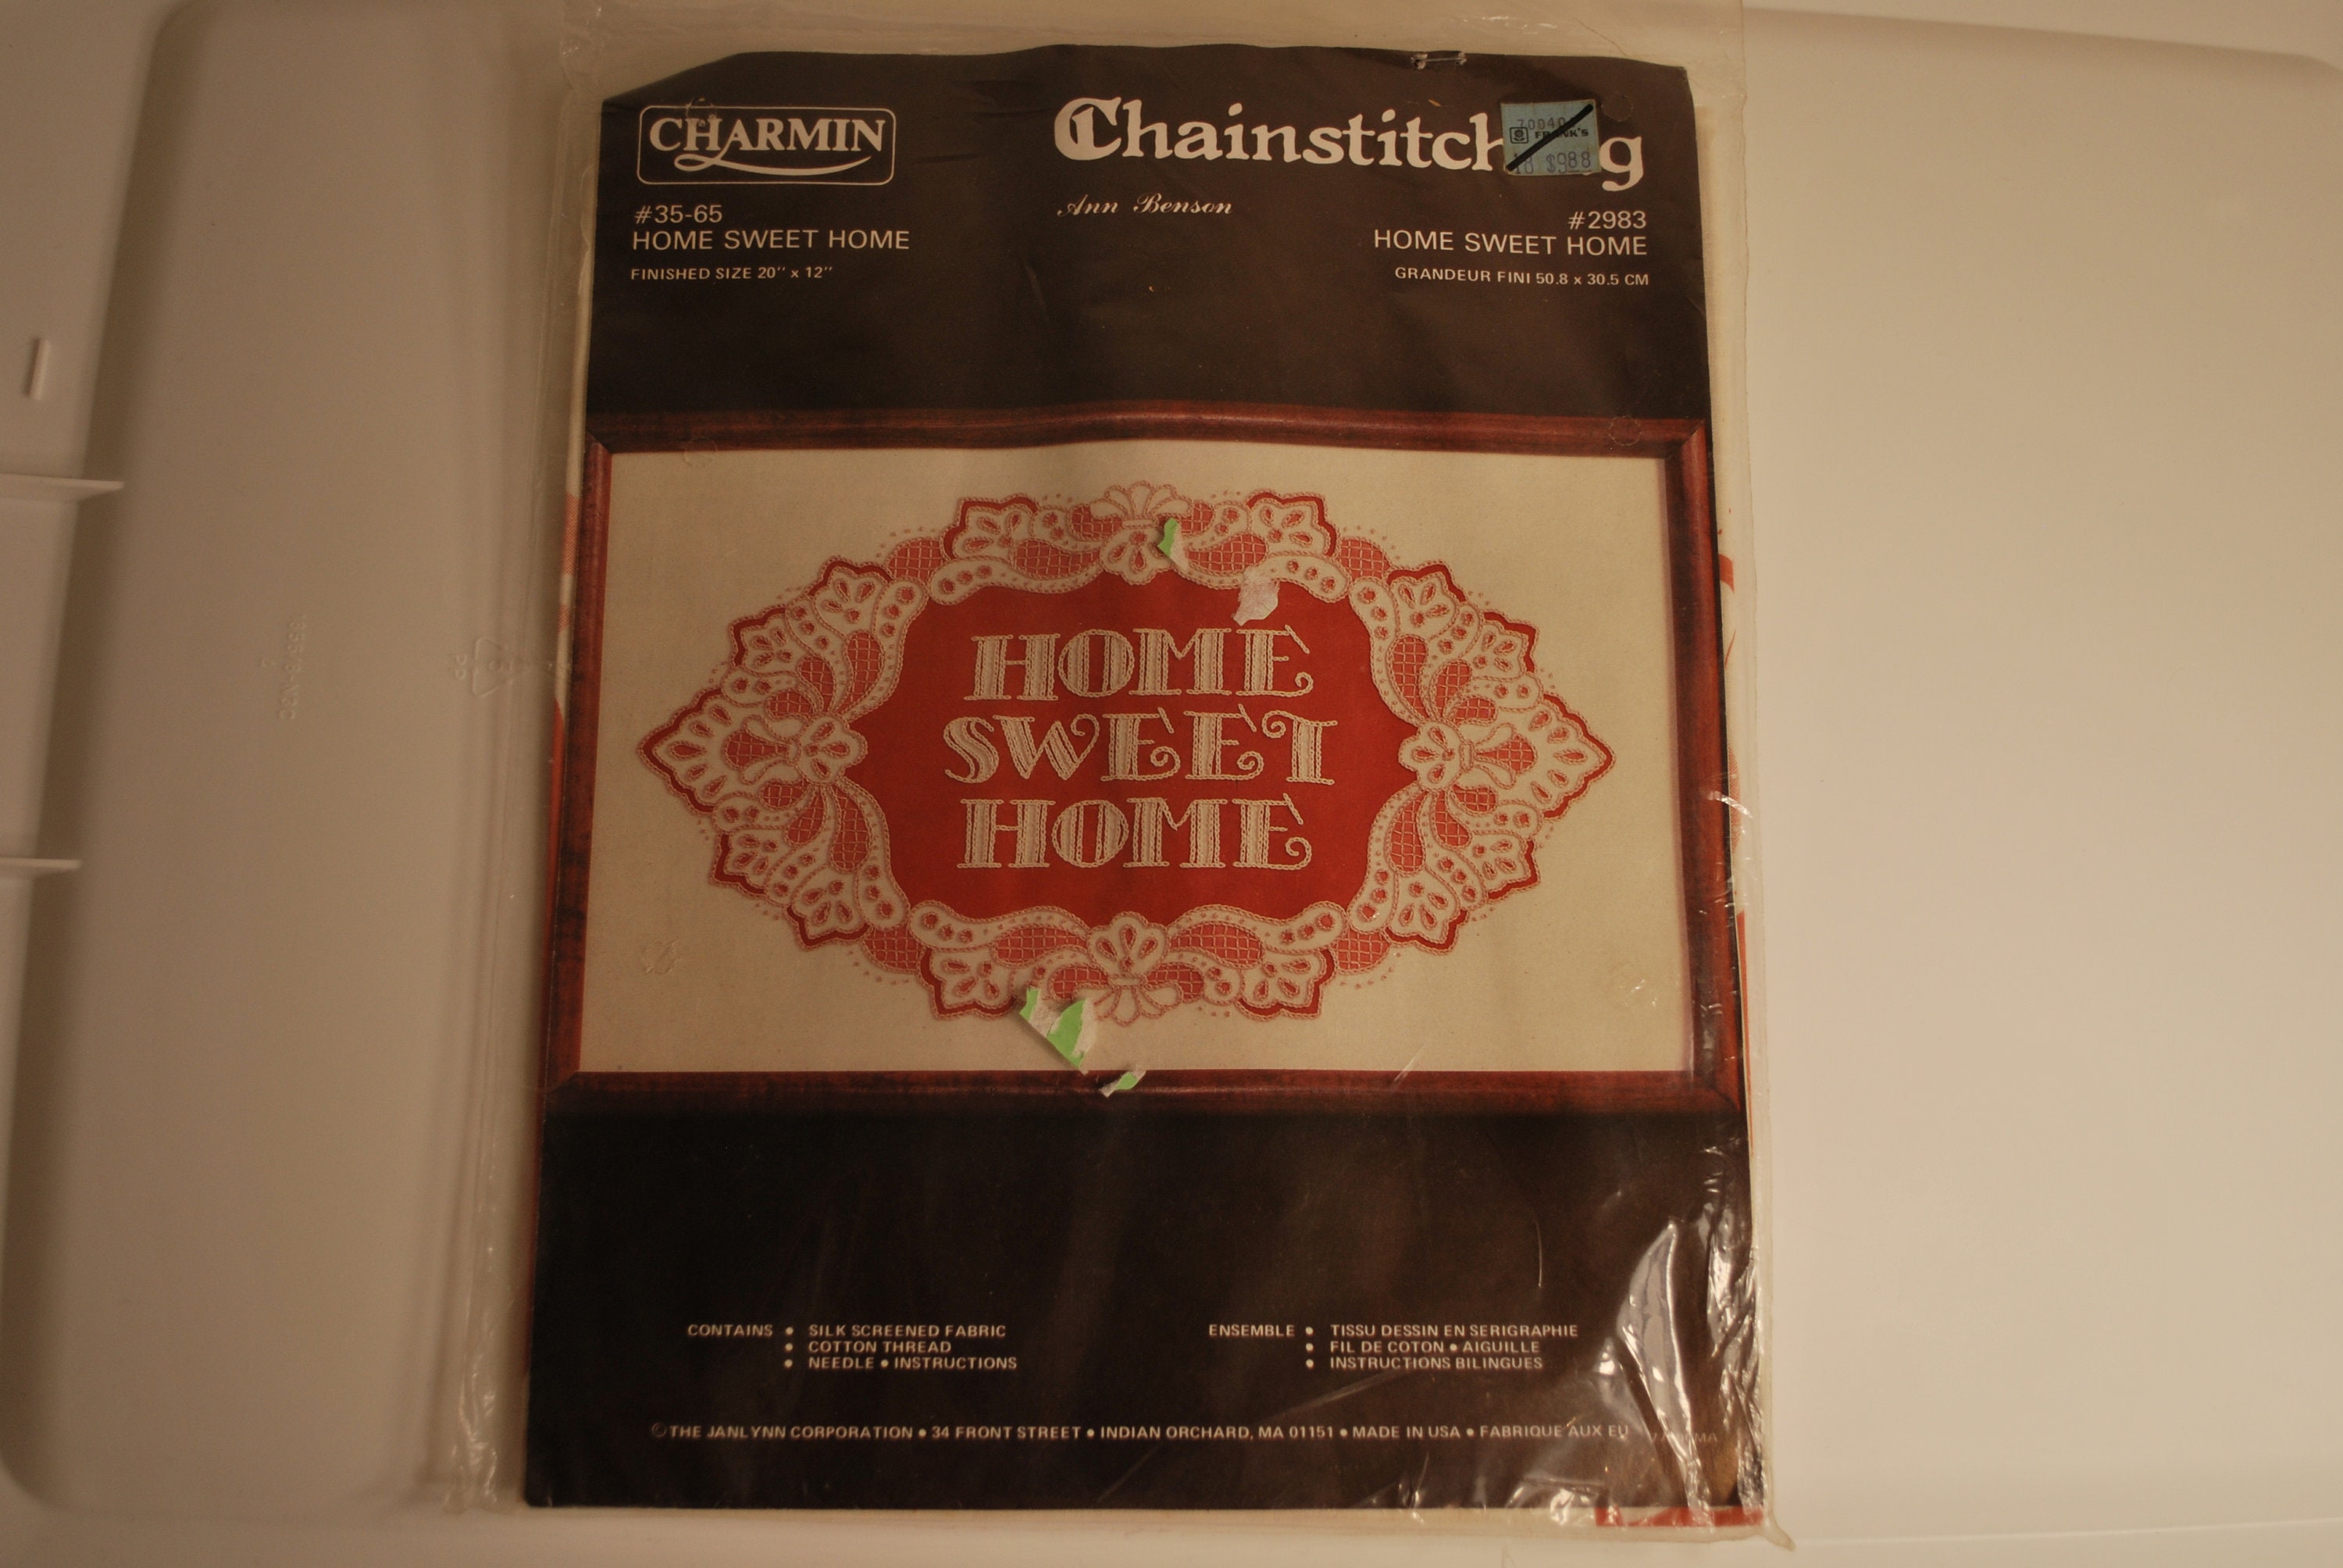 CHARMIN
Chainstitch g
FRANK'S
$988
Ann Benson
#35-65
HOME SWEET HOME
FINISHED SIZE 20" x 12"
#2983
HOME SWEET HOME
GRANDEUR FINI 50.8 x 30.5 CM
HOME
SWEET
HOME
CONTAINS • SILK SCREENED FABRIC
• COTTON THREAD
• NEEDLE • INSTRUCTIONS
ENSEMBLE • TISSU DESSIN EN SERIGRAPHIE
• FIL DE COTON • AIGUILLE
• INSTRUCTIONS BILINGUES
© THE JANLYNN CORPORATION • 34 FRONT STREET • INDIAN ORCHARD, MA 01151 • MADE IN USA • FABRIQUE AUX EU